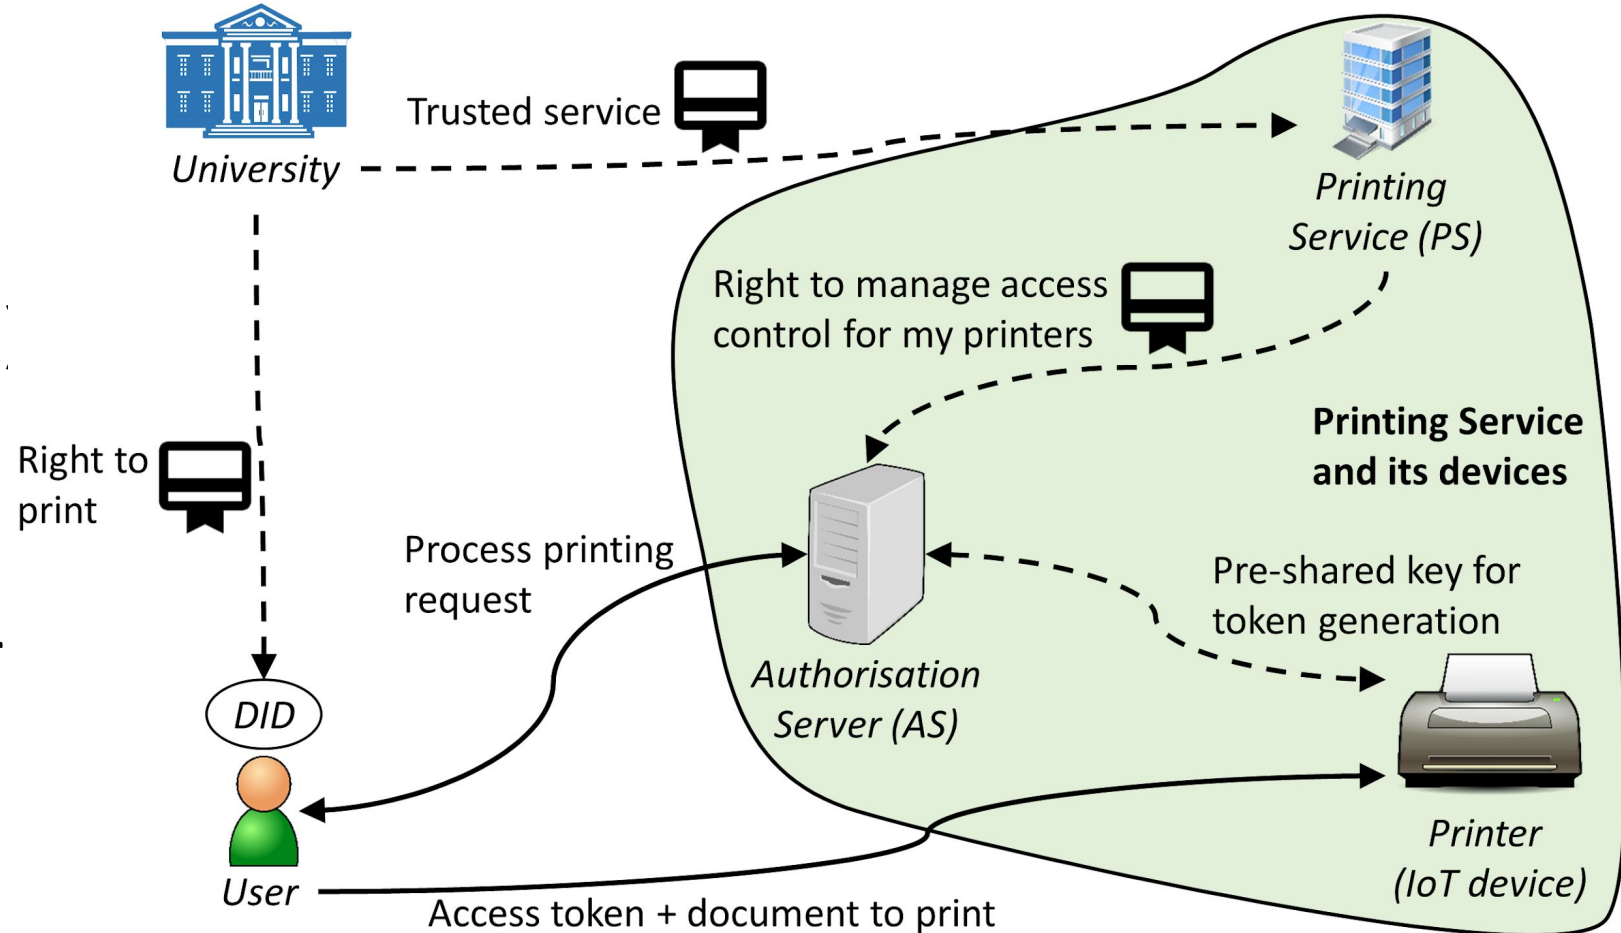 Trusted service
University
Printing
Service (PS)
Right to manage access
control for my printers
Printing Service
and its devices
Right to
print
Process printing
request
Pre-shared key for
token generation
Authorisation
Server (AS)
DID
User
Printer
(IoT device)
Access token + document to print